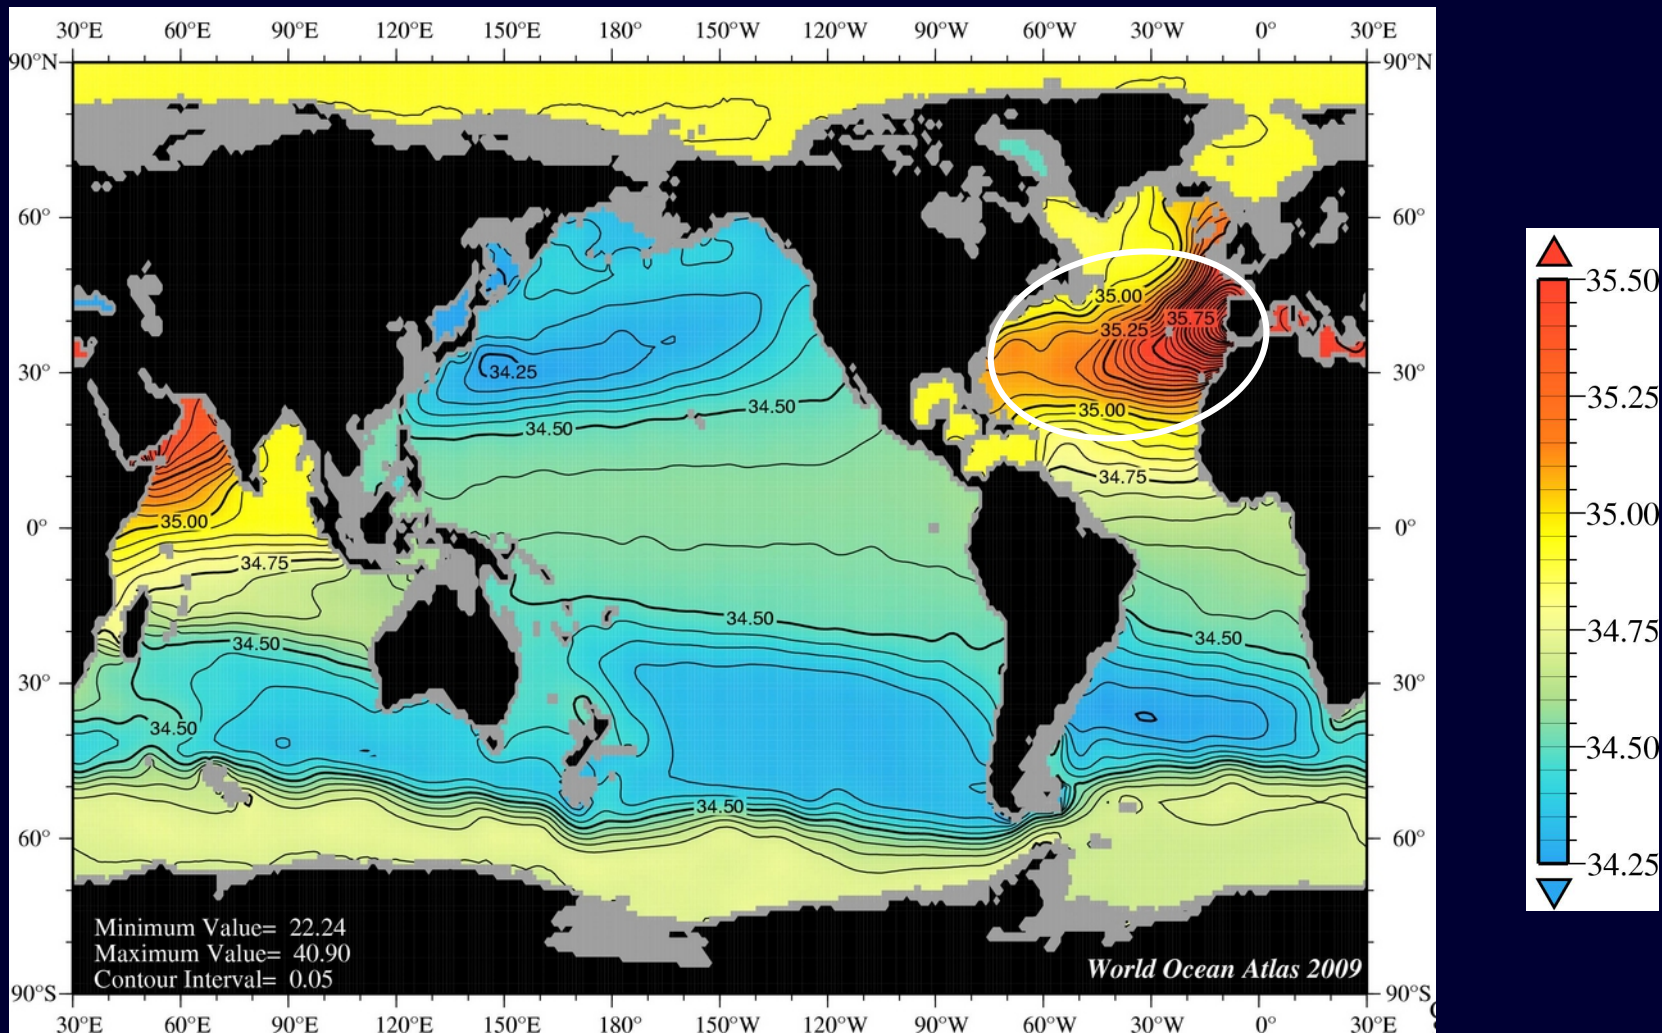 30°E 60°E 90°E 120°E 150°E 180° 150°W 120°W 90°W 60°W 30°W 0° 30°E
90°N 90°N
60° 60°
35.50
35.00
35.75
35.25
30° 34.25 30°
34.50 35.00 35.25
34.50
34.75
35.00 0° 0° 35.00
34.75
34.50 34.75
34.50 34.50
30° 30°
34.50 34.50
34.50
60° 60° 34.25
Minimum Value= 22.24
Maximum Value= 40.90
Contour Interval= 0.05
World Ocean Atlas 2009
90°S 90°S
30°E 60°E 90°E 120°E 150°E 180° 150°W 120°W 90°W 60°W 30°W 0° 30°E